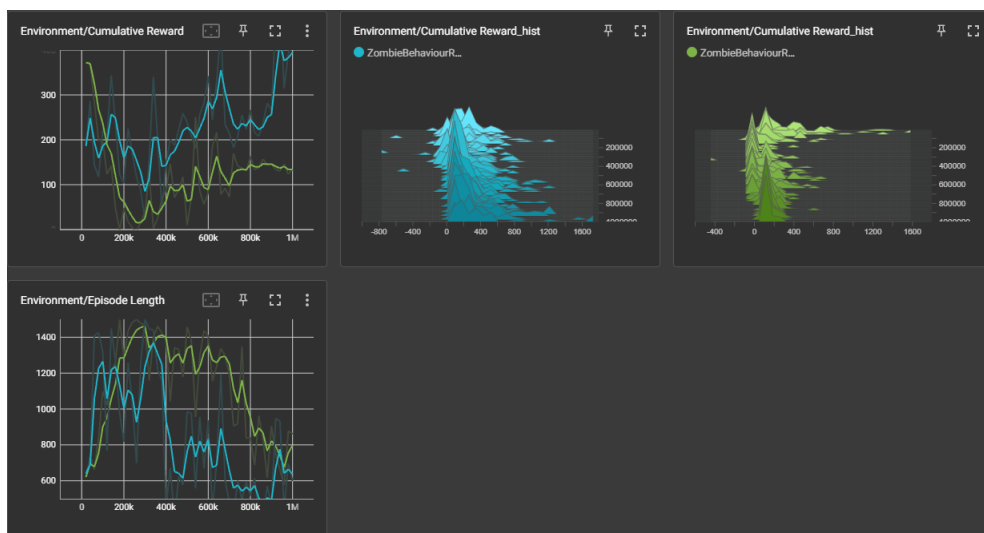 Environment/Cumulative Reward
300
200
100
0
200k
400k
600k
800k
1M
Environment/Cumulative Reward_hist
ZombieBehaviourR...
200000
400000
600000
800000
-800
-400
0
400
800
1200
1600
Environment/Cumulative Reward_hist
ZombieBehaviourR...
200000
400000
600000
800000
-400
0
400
800
1200
1600
Environment/Episode Length
1400
1200
1000
800
600
0
200k
400k
600k
800k
1M